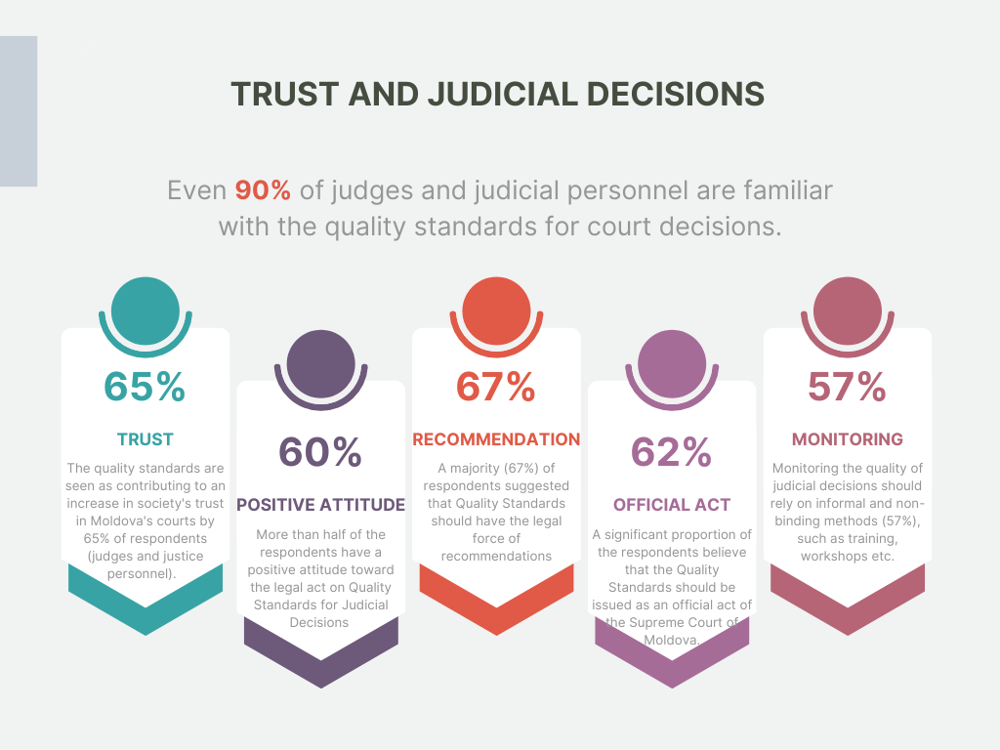 TRUST AND JUDICIAL DECISIONS
Even 90% of judges and judicial personnel are familiar
with the quality standards for court decisions.
65%
TRUST
The quality standards are
seen as contributing to an
increase in society's trust
in Moldova's courts by
65% of respondents
(judges and justice
personnel).
60%
POSITIVE ATTITUDE
More than half of the
respondents have a
positive attitude toward
the legal act on Quality
Standards for Judicial
Decisions
67%
RECOMMENDATION
A majority (67%) of
respondents suggested
that Quality Standards
should have the legal
force of
recommendations
62%
OFFICIAL ACT
A significant proportion of
the respondents believe
that the Quality
Standards should be
issued as an official act of
the Supreme Court of
Moldova.
57%
MONITORING
Monitoring the quality of
judicial decisions should
rely on informal and non-
binding methods (57%),
such as training,
workshops etc.